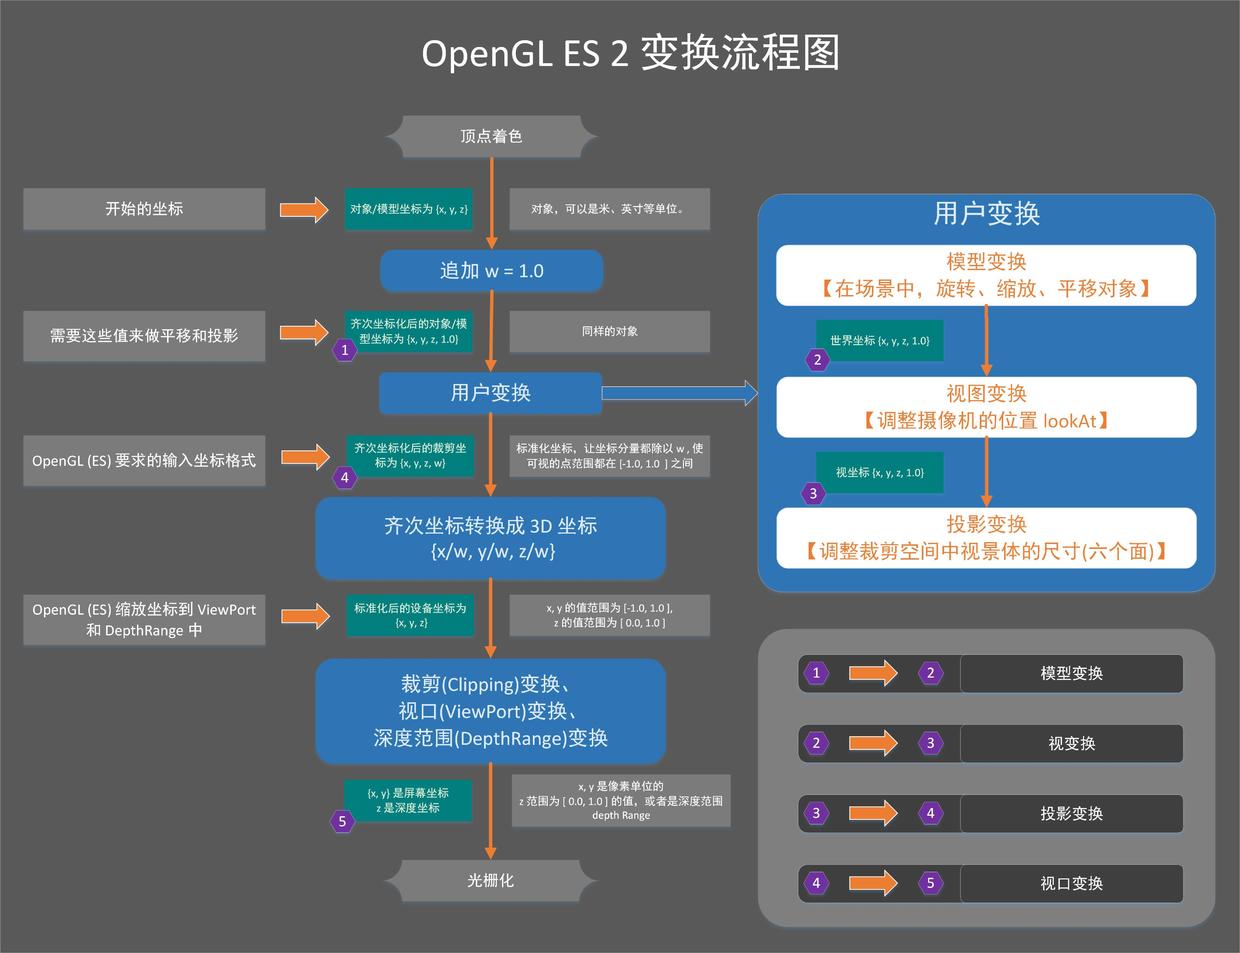 OpenGL ES 2 变换流程图
顶点着色
开始的坐标
对象/模型坐标为 {x, y, z}
对象，可以是米、英寸等单位。
追加 w = 1.0
需要这些值来做平移和投影
齐次坐标化后的对象/模
型坐标为 {x, y, z, 1.0}
1
同样的对象
用户变换
OpenGL (ES) 要求的输入坐标格式
齐次坐标化后的裁剪坐
标为 {x, y, z, w}
4
标准化坐标，让坐标分量都除以 w , 使
可视的点范围都在 [-1.0, 1.0 ] 之间
齐次坐标转换成 3D 坐标
{x/w, y/w, z/w}
OpenGL (ES) 缩放坐标到 ViewPort
和 DepthRange 中
标准化后的设备坐标为
{x, y, z}
x, y 的值范围为 [-1.0, 1.0 ],
z 的值范围为 [ 0.0, 1.0 ]
裁剪(Clipping)变换、
视口(ViewPort)变换、
深度范围(DepthRange)变换
{x, y} 是屏幕坐标
z 是深度坐标
5
x, y 是像素单位的
z 范围为 [ 0.0, 1.0 ] 的值，或者是深度范围
depth Range
光栅化
用户变换
模型变换
【在场景中，旋转、缩放、平移对象】
世界坐标 {x, y, z, 1.0}
2
视图变换
【调整摄像机的位置 lookAt】
视坐标 {x, y, z, 1.0}
3
投影变换
【调整裁剪空间中视景体的尺寸(六个面)】
1 2 模型变换
2 3 视变换
3 4 投影变换
4 5 视口变换